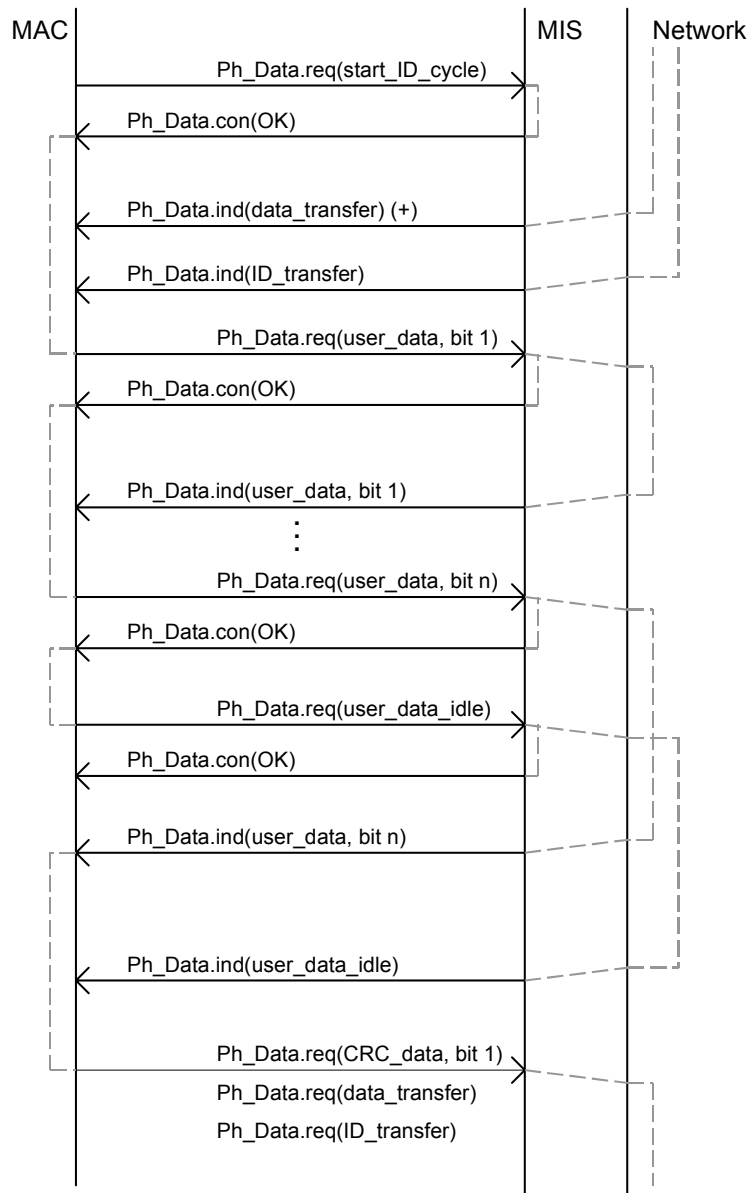 MAC MIS Network
Ph_Data.req(start_ID_cycle)
Ph_Data.con(OK)
Ph_Data.ind(data_transfer) (+)
Ph_Data.ind(ID_transfer)
Ph_Data.req(user_data, bit 1)
Ph_Data.con(OK)
Ph_Data.ind(user_data, bit 1)
⋮
Ph_Data.req(user_data, bit n)
Ph_Data.con(OK)
Ph_Data.req(user_data_idle)
Ph_Data.con(OK)
Ph_Data.ind(user_data, bit n)
Ph_Data.ind(user_data_idle)
Ph_Data.req(CRC_data, bit 1)
Ph_Data.req(data_transfer)
Ph_Data.req(ID_transfer)